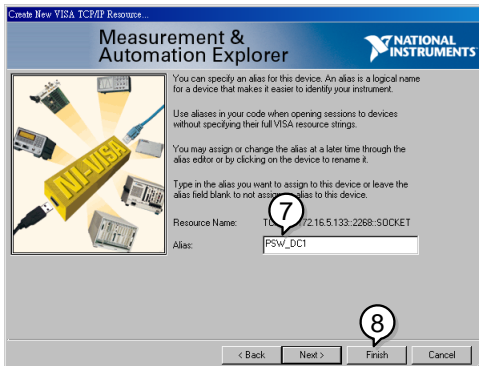 Create New VISA TCP/IP Resource...
Measurement &
Automation Explorer
NATIONAL
INSTRUMENTS
You can specify an alias for this device. An alias is a logical name
for a device that makes it easier to identify your instrument.
Use aliases in your code when opening sessions to devices
without specifying their full VISA resource strings.
You may assign or change the alias at a later time through the
alias editor or by clicking on the device to rename it.
Type in the alias you want to assign to this device or leave the
alias field blank to not alias to this device.
NI-VISA
7
Resource Name: 72.16.5.133::2268::SOCKET
Alias: PSW_DC1
8
< Back Next > Finish Cancel